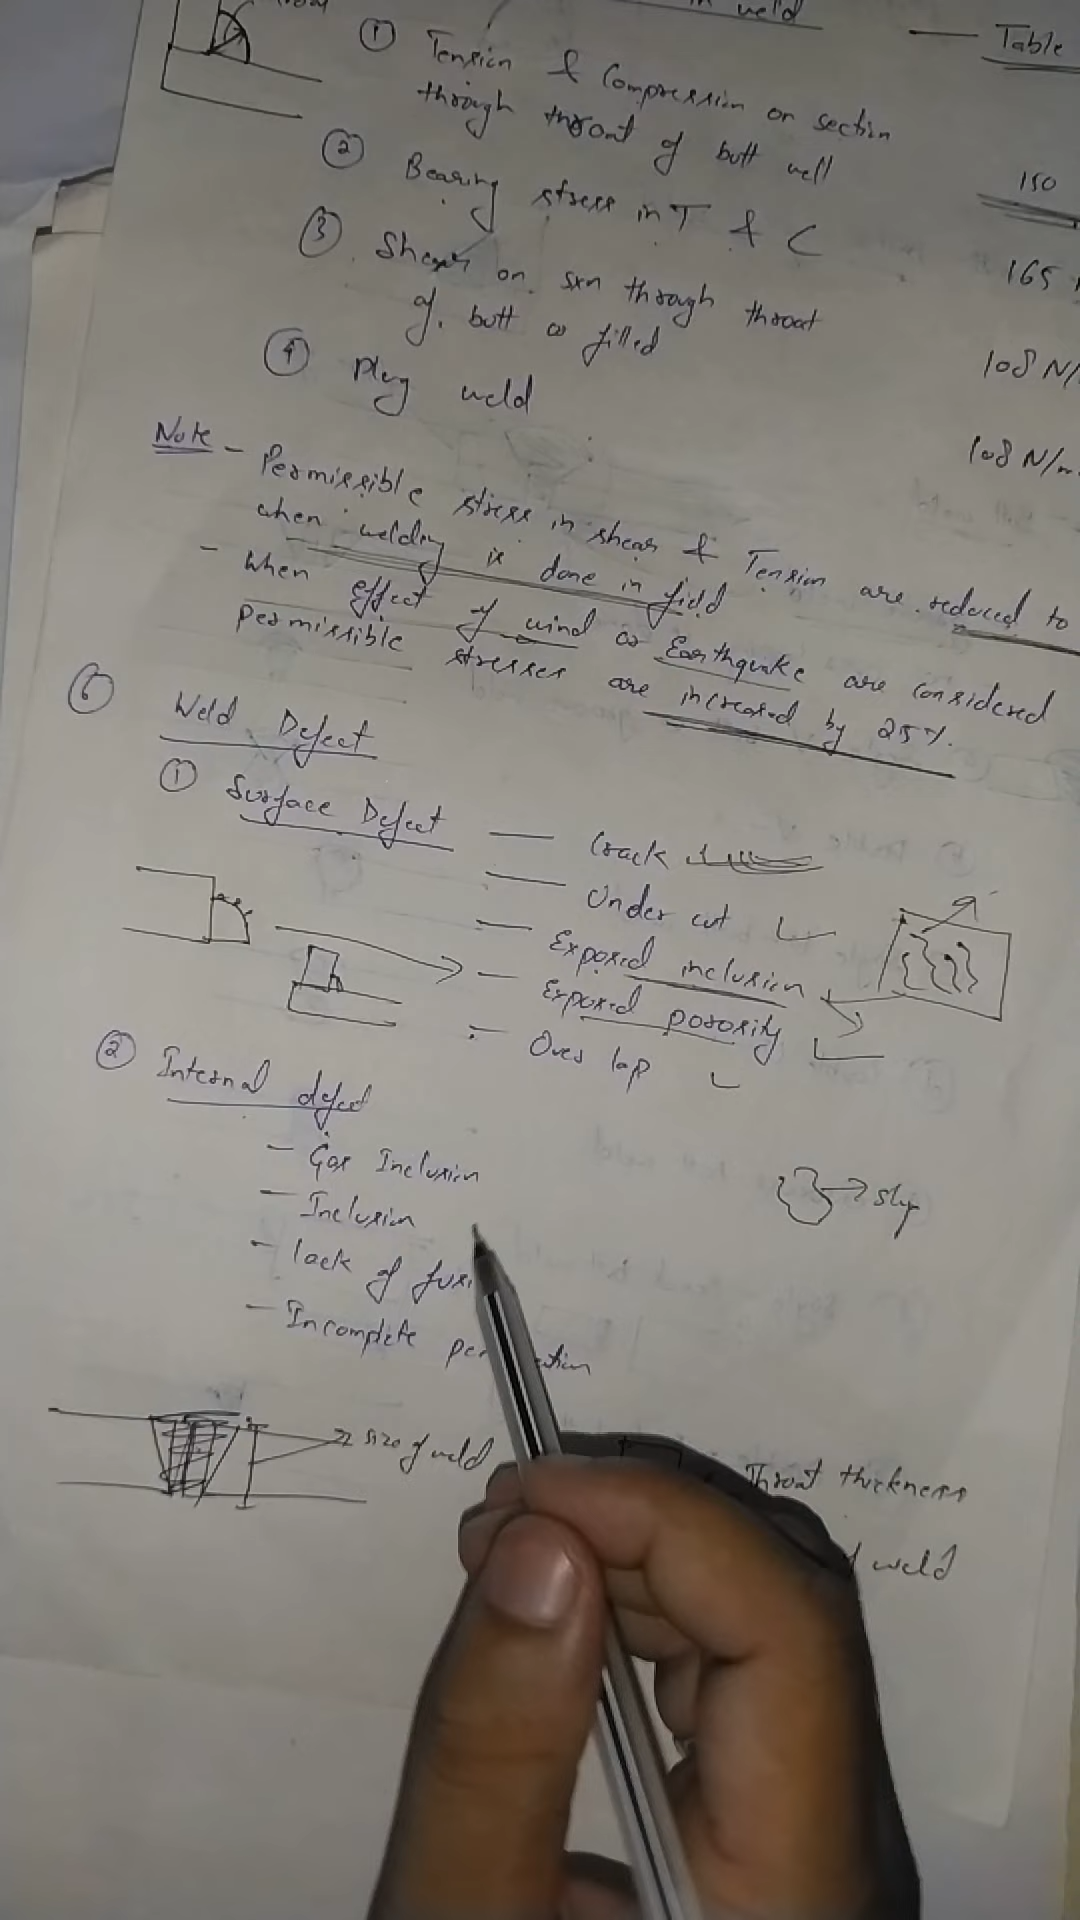 in weld — Table
① Tension & Compression on section
through throat of butt well
150
② Bearing stress in T & C
165
③ Shear on sxn through throat
of butt or filled
108 N/
④ Plug weld
108 N/m
Note - Permissible stress in shear & Tension are reduced to
when welding is done in field
- When effect of wind or Earthquake are considered
permissible stresses are increased by 25%.
⑥ Weld Defect
① Surface Defect — Crack
— Under cut
— Exposed inclusion
— Exposed porosity
— Over lap
② Internal defect
- Gas Inclusion
- Inclusion
- lack of
- Incomplete
size of weld
Throat thickness
weld